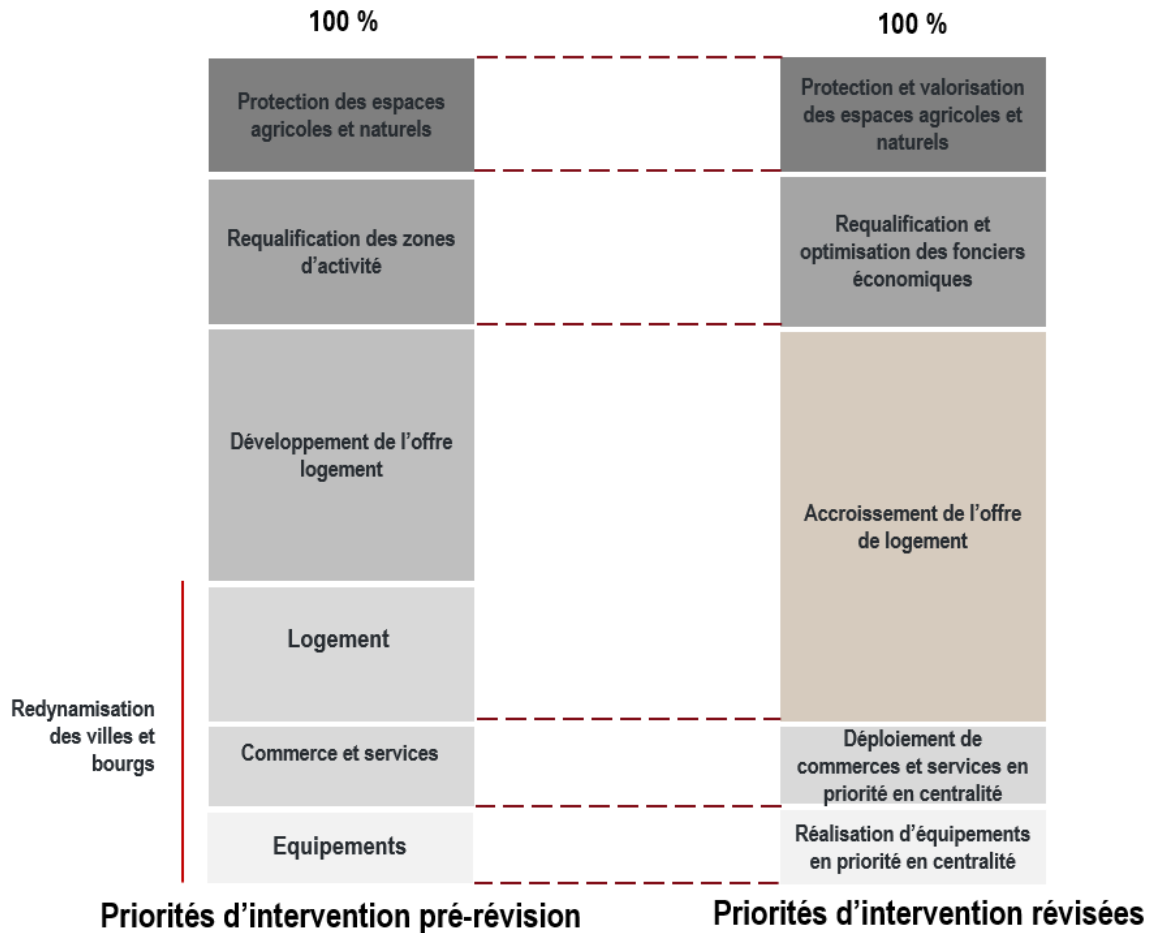 100 %
100 %
Protection des espaces
agricoles et naturels
Protection et valorisation
des espaces agricoles et
naturels
Requalification des zones
d’activité
Requalification et
optimisation des fonciers
économiques
Développement de l’offre
logement
Accroissement de l’offre
de logement
Redynamisation
des villes et
bourgs
Logement
Commerce et services
Déploiement de
commerces et services en
priorité en centralité
Equipements
Réalisation d’équipements
en priorité en centralité
Priorités d’intervention pré-révision
Priorités d’intervention révisées